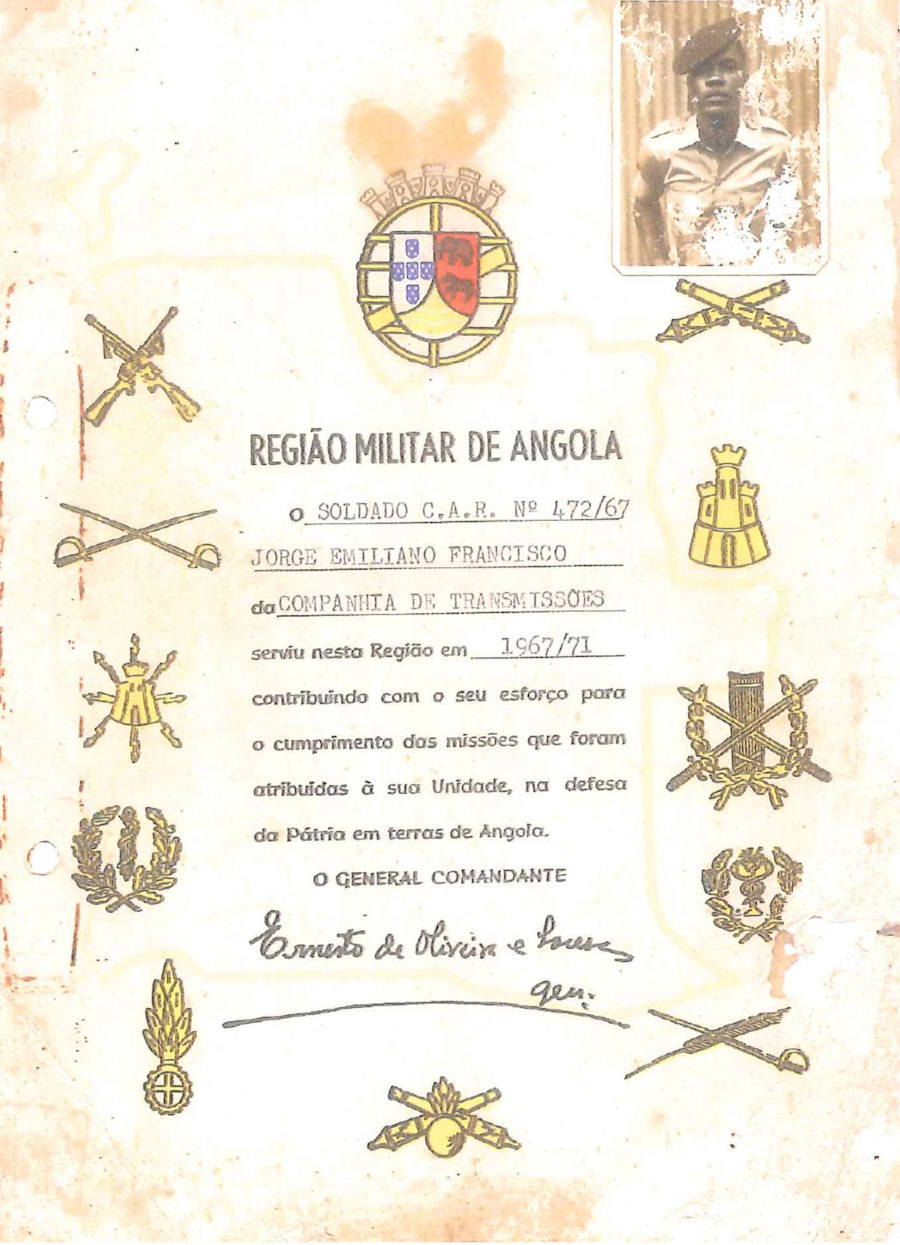 REGIÃO MILITAR DE ANGOLA
O SOLDADO C.A.R. Nº 472/67
JORGE EMILIANO FRANCISCO
da COMPANHIA DE TRANSMISSÕES
serviu nesta Região em 1967/71
contribuindo com o seu esforço para
o cumprimento das missões que foram
atribuídas à sua Unidade, na defesa
da Pátria em terras de Angola.
O GENERAL COMANDANTE
Ernesto de Oliveira e Sousa
gen.